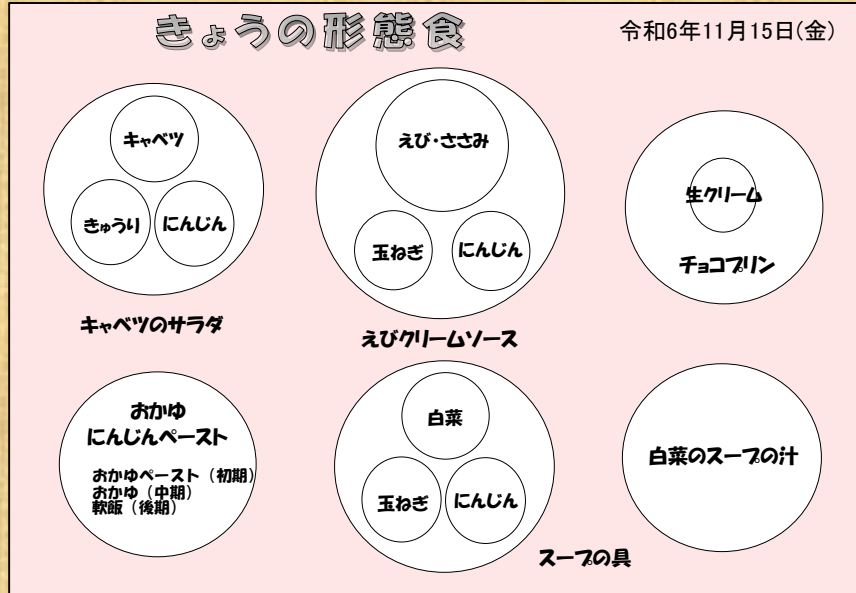 きょうの形態食
令和6年11月15日(金)
キャベツ
きゅうり
にんじん
キャベツのサラダ
えび・ささみ
玉ねぎ
にんじん
えびクリームソース
生クリーム
チョコプリン
おかゆ
にんじんペースト
おかゆペースト（初期）
おかゆ（中期）
軟飯（後期）
白菜
玉ねぎ
にんじん
スープの具
白菜のスープの汁